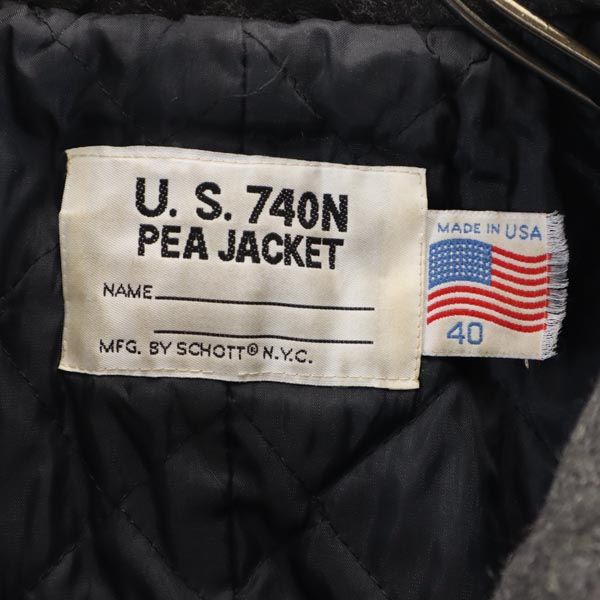 U. S. 740N
PEA JACKET
NAME
MFG. BY SCHOTT® N.Y.C.
MADE IN USA
40